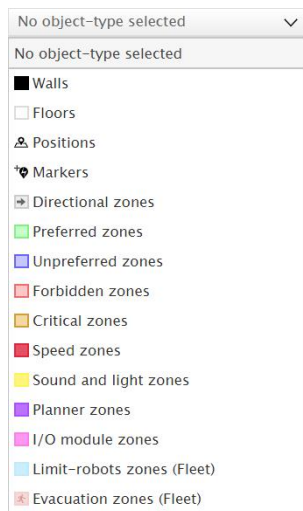 No object-type selected
No object-type selected
Walls
Floors
Positions
Markers
Directional zones
Preferred zones
Unpreferred zones
Forbidden zones
Critical zones
Speed zones
Sound and light zones
Planner zones
I/O module zones
Limit-robots zones (Fleet)
Evacuation zones (Fleet)